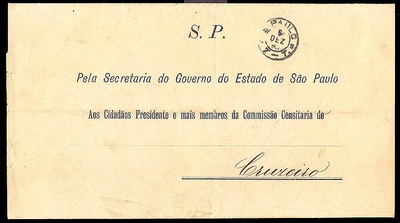 S. P.
PAULO
Pela Secretaria do Governo do Estado de São Paulo
Aos Cidadãos Presidente e mais membros da Commissão Censitaria de
Cruzeiro